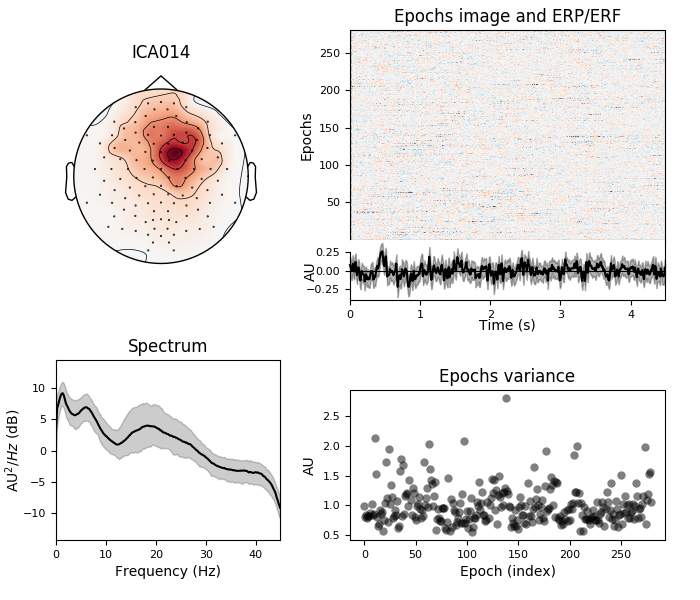 ICA014
Epochs image and ERP/ERF
Epochs
250
200
150
100
50
AU
0.25
0.00
−0.25
0 1 2 3 4
Time (s)
Spectrum
AU²/Hz (dB)
10
5
0
−5
−10
0 10 20 30 40
Frequency (Hz)
Epochs variance
AU
2.5
2.0
1.5
1.0
0.5
0 50 100 150 200 250
Epoch (index)